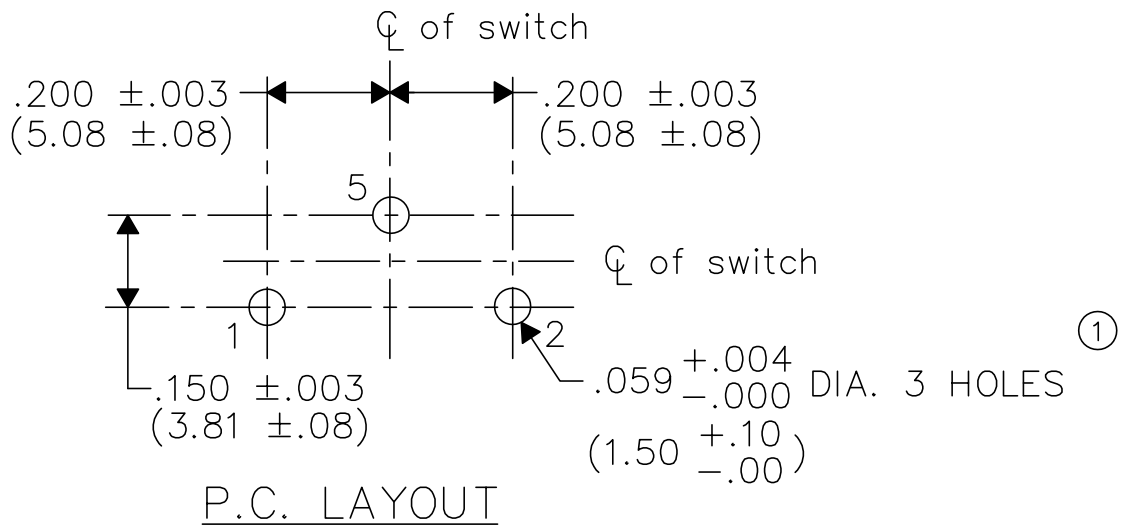 ℄ of switch
.200 ±.003
(5.08 ±.08)
.200 ±.003
(5.08 ±.08)
5
℄ of switch
1
2
1
.150 ±.003
(3.81 ±.08)
.059 +.004 -.000 DIA. 3 HOLES
(1.50 +.10 -.00)
P.C. LAYOUT